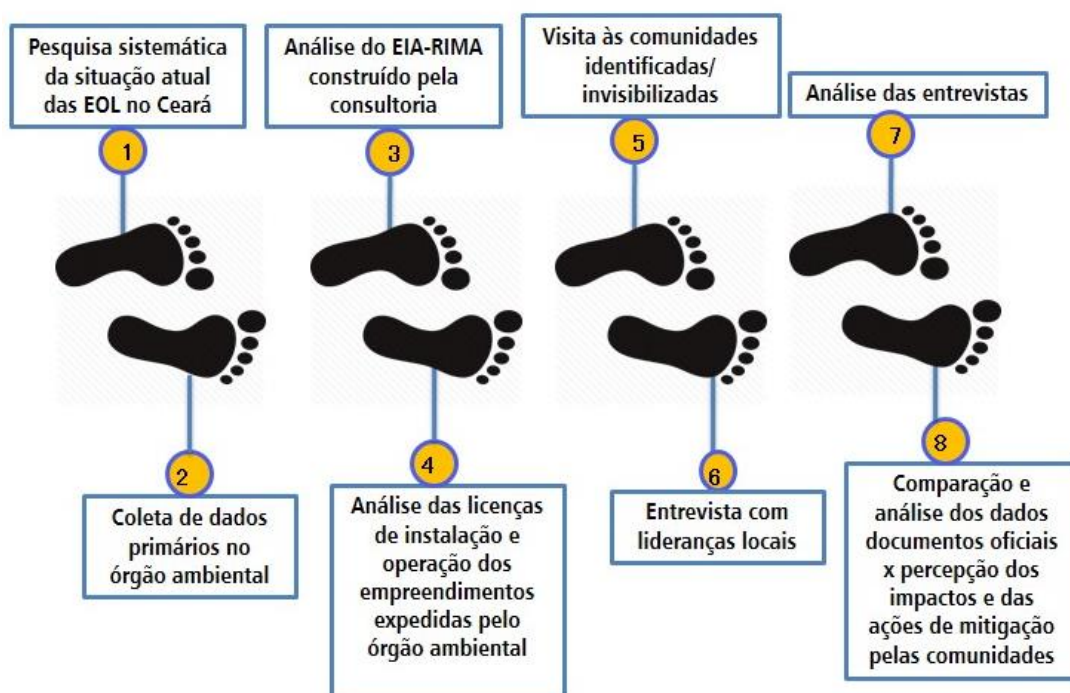 Pesquisa sistemática
da situação atual
das EOL no Ceará
1
2
Coleta de dados
primários no
órgão ambiental
Análise do EIA-RIMA
construído pela
consultoria
3
4
Análise das licenças
de instalação e
operação dos
empreendimentos
expedidas pelo
órgão ambiental
Visita às comunidades
identificadas/
invisibilizadas
5
6
Entrevista com
lideranças locais
Análise das entrevistas
7
8
Comparação e
análise dos dados
documentos oficiais
x percepção dos
impactos e das
ações de mitigação
pelas comunidades